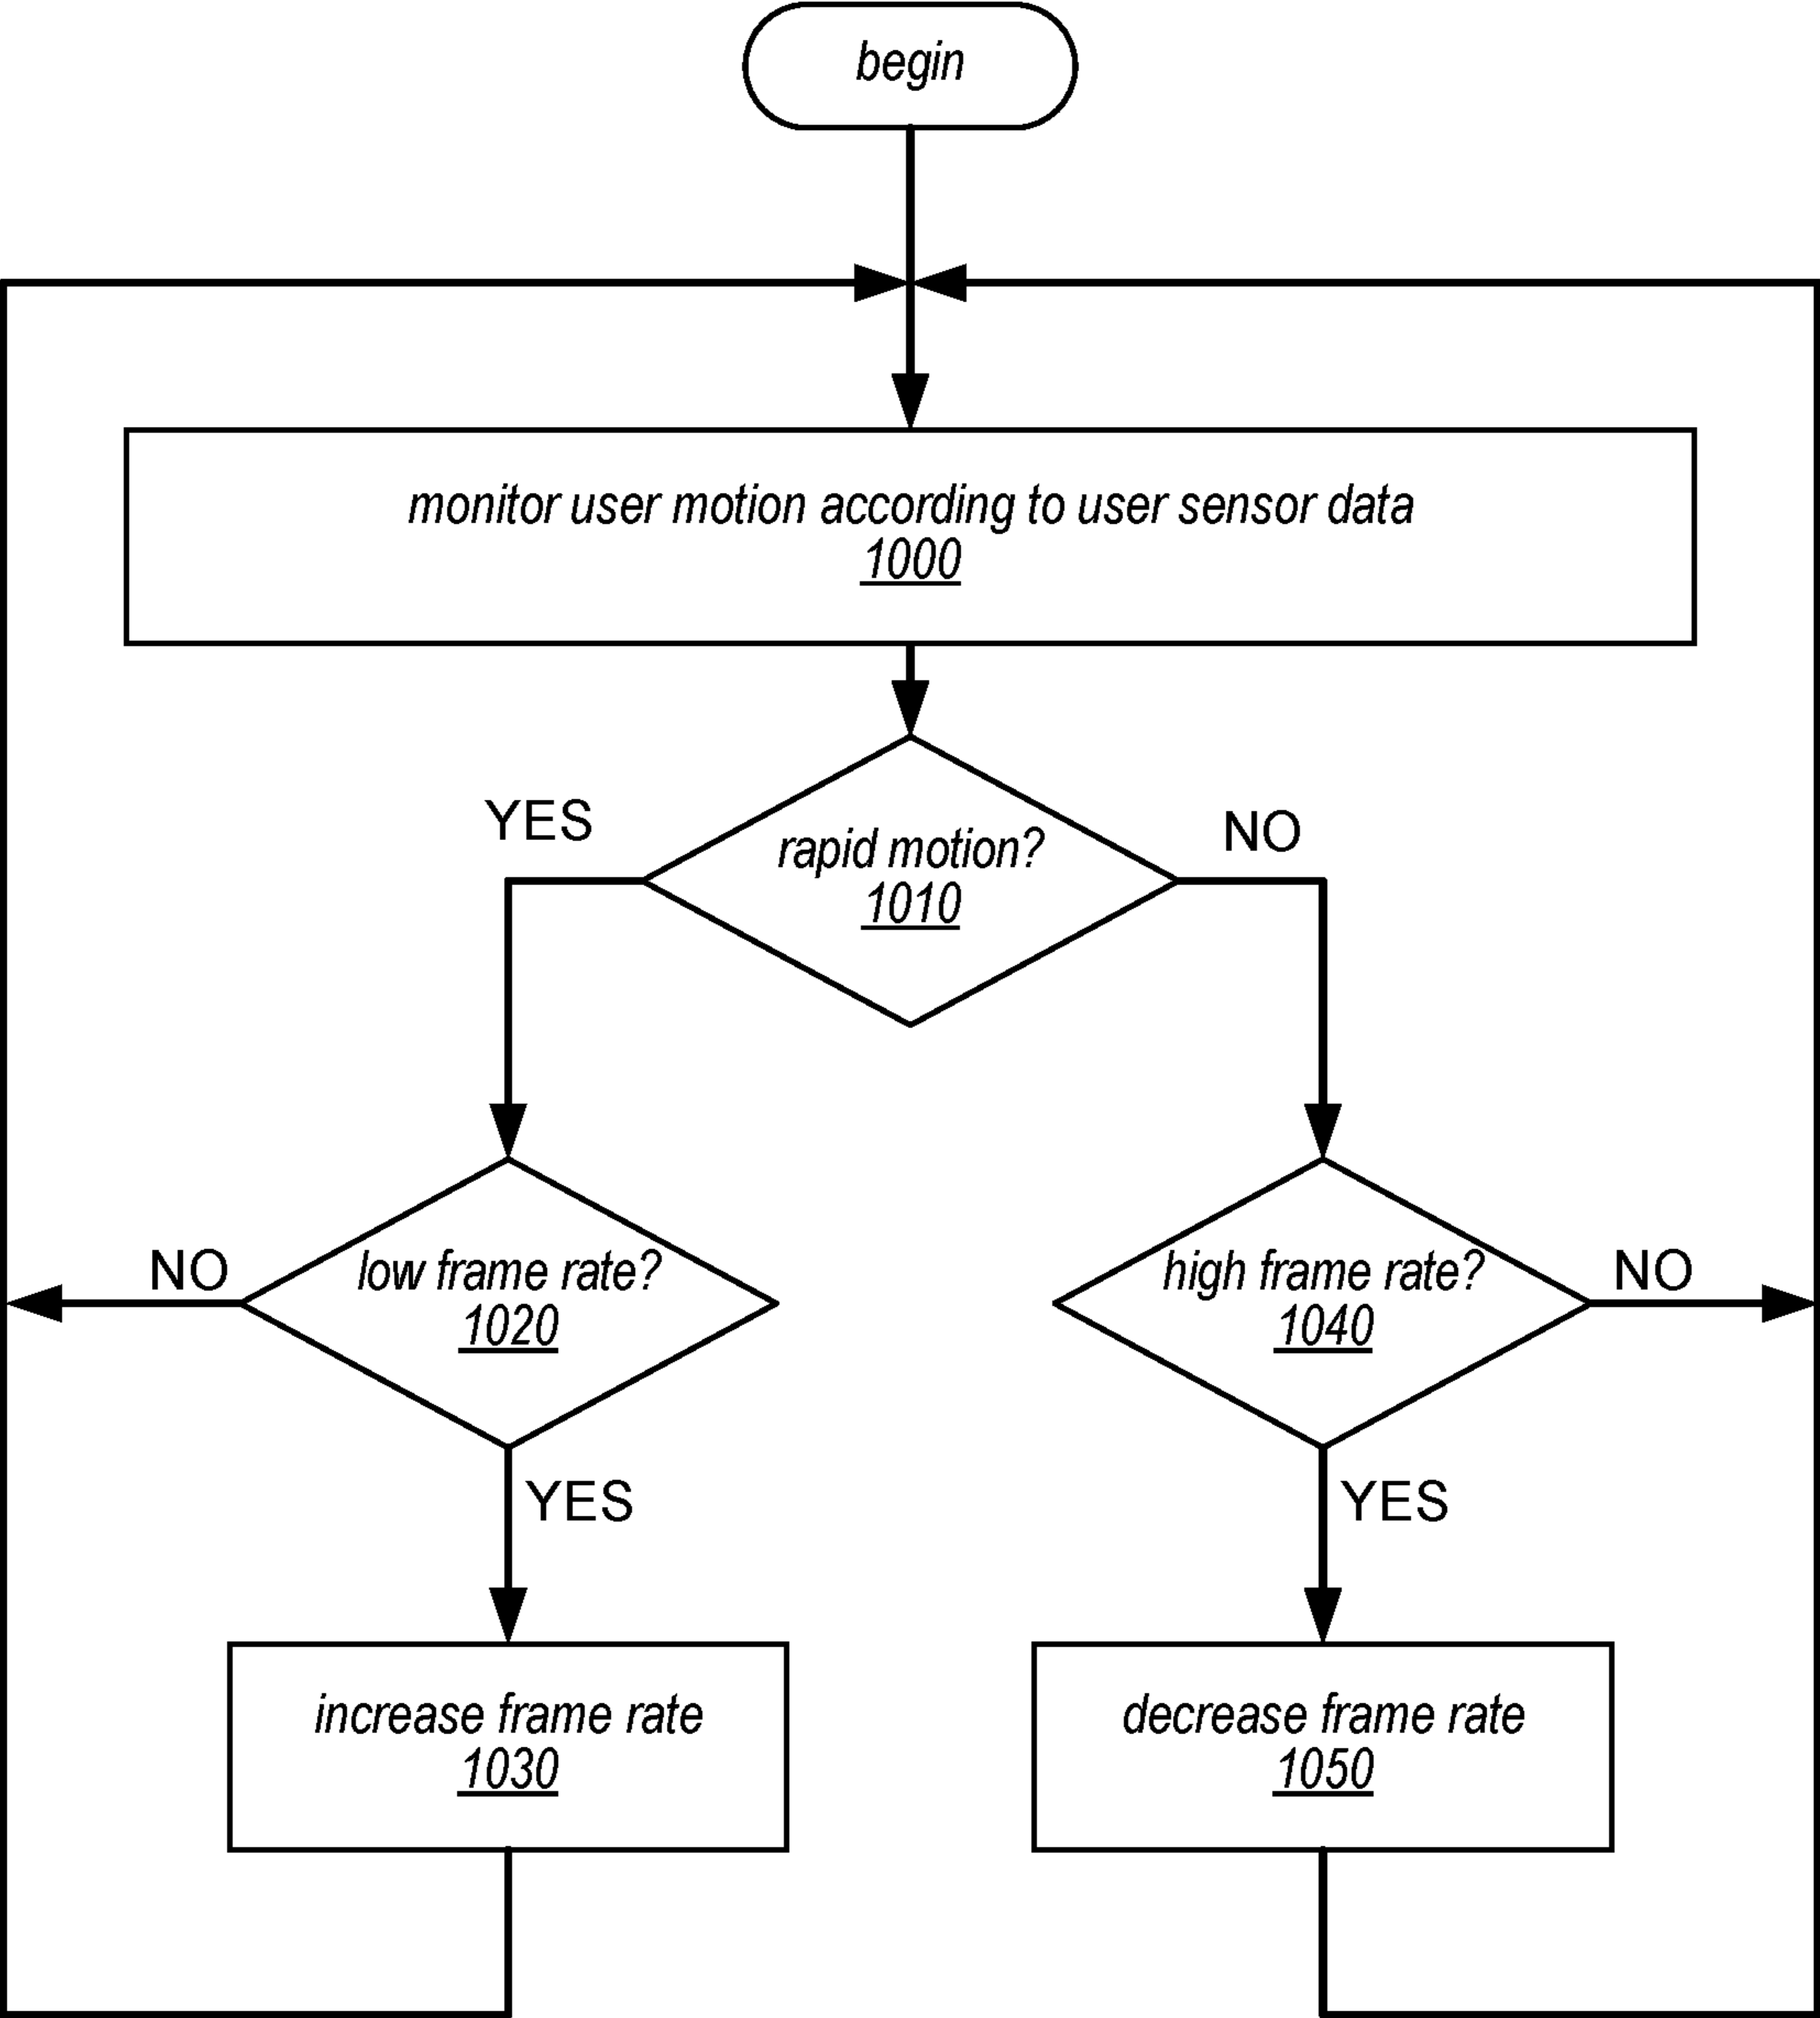 begin
monitor user motion according to user sensor data
1000
YES
rapid motion?
NO
1010
NO
low frame rate?
1020
high frame rate?
1040
NO
YES
YES
increase frame rate
1030
decrease frame rate
1050